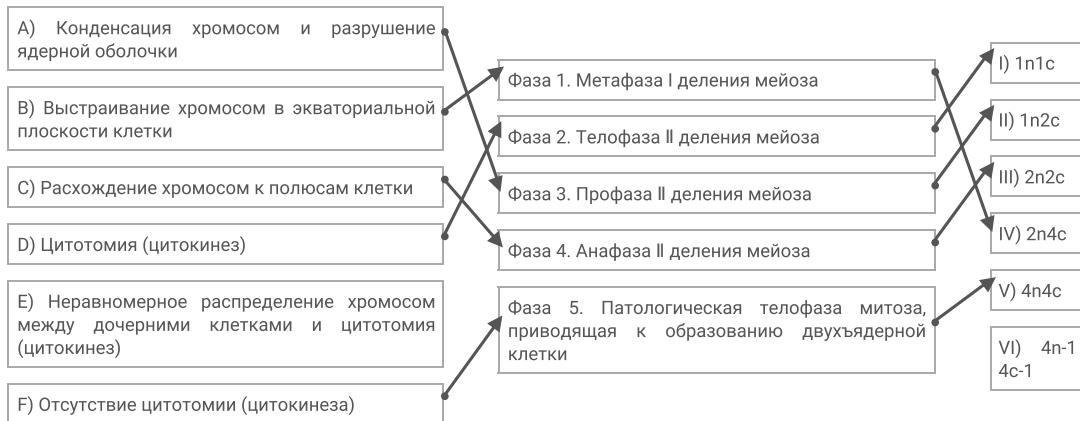 A) Конденсация хромосом и разрушение
ядерной оболочки
B) Выстраивание хромосом в экваториальной
плоскости клетки
C) Расхождение хромосом к полюсам клетки
D) Цитотомия (цитокинез)
E) Неравномерное распределение хромосом
между дочерними клетками и цитотомия
(цитокинез)
F) Отсутствие цитотомии (цитокинеза)
Фаза 1. Метафаза I деления мейоза
Фаза 2. Телофаза II деления мейоза
Фаза 3. Профаза II деления мейоза
Фаза 4. Анафаза II деления мейоза
Фаза 5. Патологическая телофаза митоза,
приводящая к образованию двухъядерной
клетки
I) 1n1c
II) 1n2c
III) 2n2c
IV) 2n4c
V) 4n4c
VI) 4n-1
4c-1